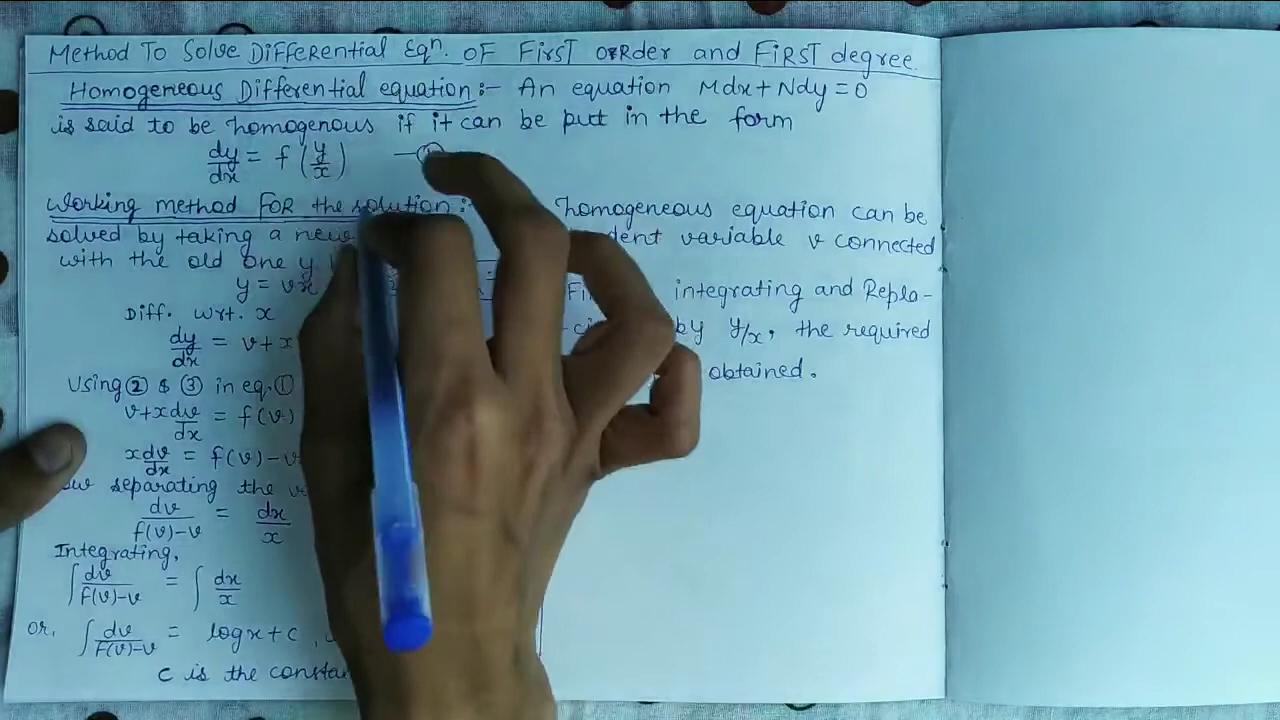 Method To Solve Differential Eqn. OF First oRder and FiRST degree.
Homogeneous Differential equation:- An equation Mdx + Ndy = 0
is said to be homogenous if it can be put in the form
dy/dx = f(y/x) —①
Working method FOR the solution: homogeneous equation can be
solved by taking a new dent variable v connected
with the old one y
y = vx
Diff. wrt. x
dy/dx = v + x
Using ② & ③ in eq.①
v + x dv/dx = f(v)
x dv/dx = f(v) - v
separating the
dv/f(v)-v = dx/x
Integrating,
∫ dv/f(v)-v = ∫ dx/x
or, ∫ dv/f(v)-v = log x + c,
c is the
integrating and Repla-
by y/x, the required
obtained.